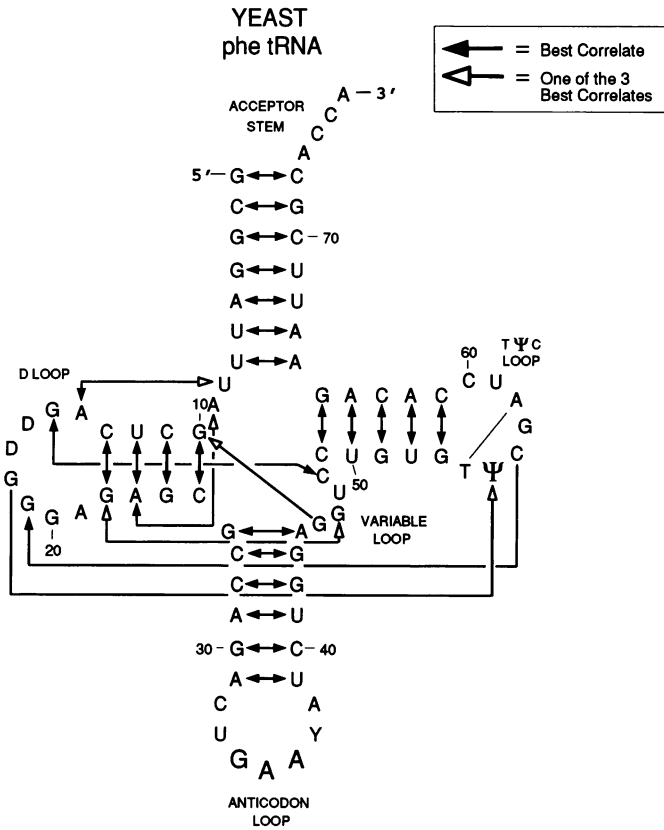 YEAST
phe tRNA
= Best Correlate
= One of the 3
Best Correlates
ACCEPTOR
STEM
A – 3'
C
C
A
5'– G C
C G
G C – 70
G U
A U
U A
U A
U
D LOOP
60
T Ψ C
LOOP
C U
A
G
C
G A C A C
C U G U G T Ψ
50
A
G
D
D
G
G
G
20
A
10
A
C U C G
G A G C
C
U
G
G
VARIABLE
LOOP
G A
C G
C G
A U
30 – G C – 40
A U
C A
U Y
G A A
ANTICODON
LOOP